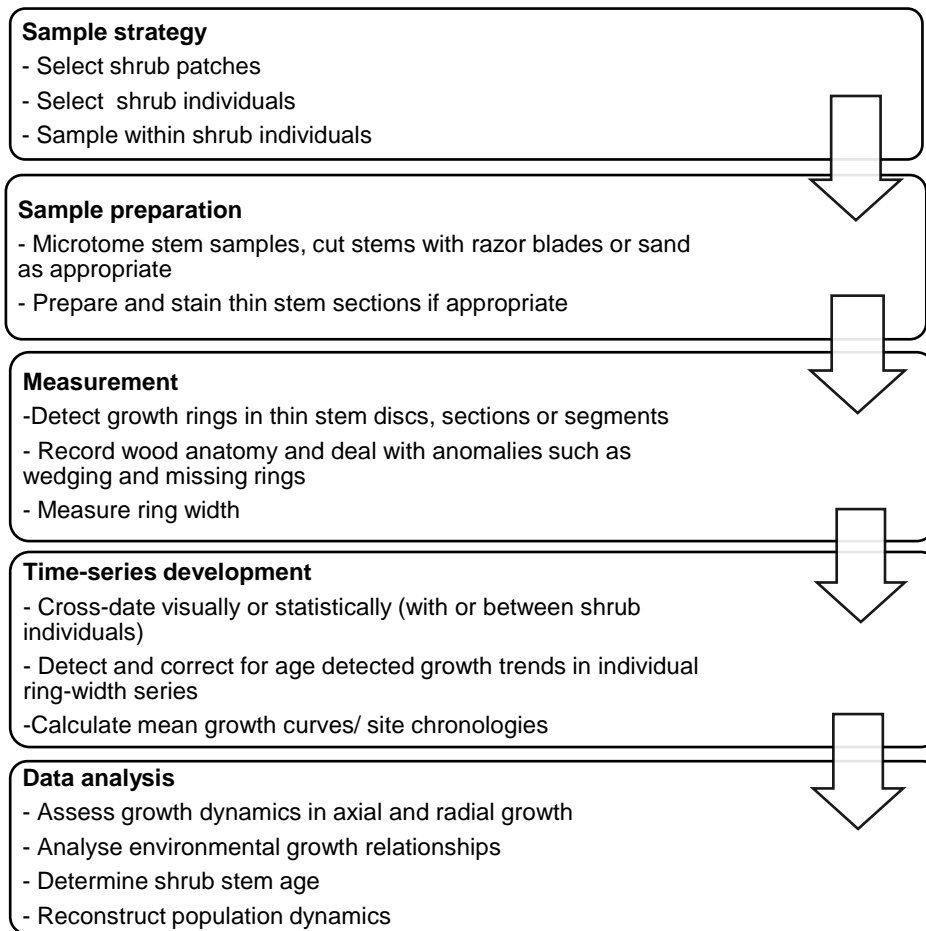 Sample strategy
- Select shrub patches
- Select shrub individuals
- Sample within shrub individuals
Sample preparation
- Microtome stem samples, cut stems with razor blades or sand
as appropriate
- Prepare and stain thin stem sections if appropriate
Measurement
-Detect growth rings in thin stem discs, sections or segments
- Record wood anatomy and deal with anomalies such as
wedging and missing rings
- Measure ring width
Time-series development
- Cross-date visually or statistically (with or between shrub
individuals)
- Detect and correct for age detected growth trends in individual
ring-width series
-Calculate mean growth curves/ site chronologies
Data analysis
- Assess growth dynamics in axial and radial growth
- Analyse environmental growth relationships
- Determine shrub stem age
- Reconstruct population dynamics